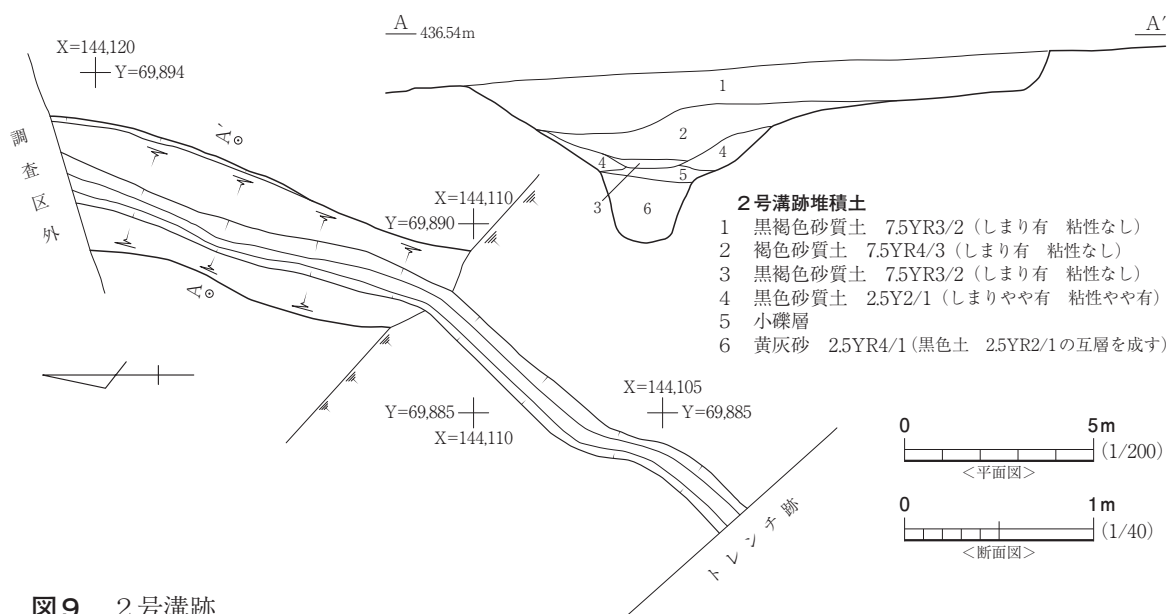 A 436.54m
A′
X=144,120
Y=69,894
調査区外
A′
A
X=144,110
Y=69,890
1
2
4
4
3
5
6
2号溝跡堆積土
1 黒褐色砂質土 7.5YR3/2(しまり有 粘性なし)
2 褐色砂質土 7.5YR4/3(しまり有 粘性なし)
3 黒褐色砂質土 7.5YR3/2(しまり有 粘性なし)
4 黒色砂質土 2.5Y2/1(しまりやや有 粘性やや有)
5 小礫層
6 黄灰砂 2.5YR4/1(黒色土 2.5YR2/1の互層を成す)
X=144,105
Y=69,885
Y=69,885
X=144,110
トレンチ跡
0 5m
(1/200)
<平面図>
0 1m
(1/40)
<断面図>
図9 2号溝跡